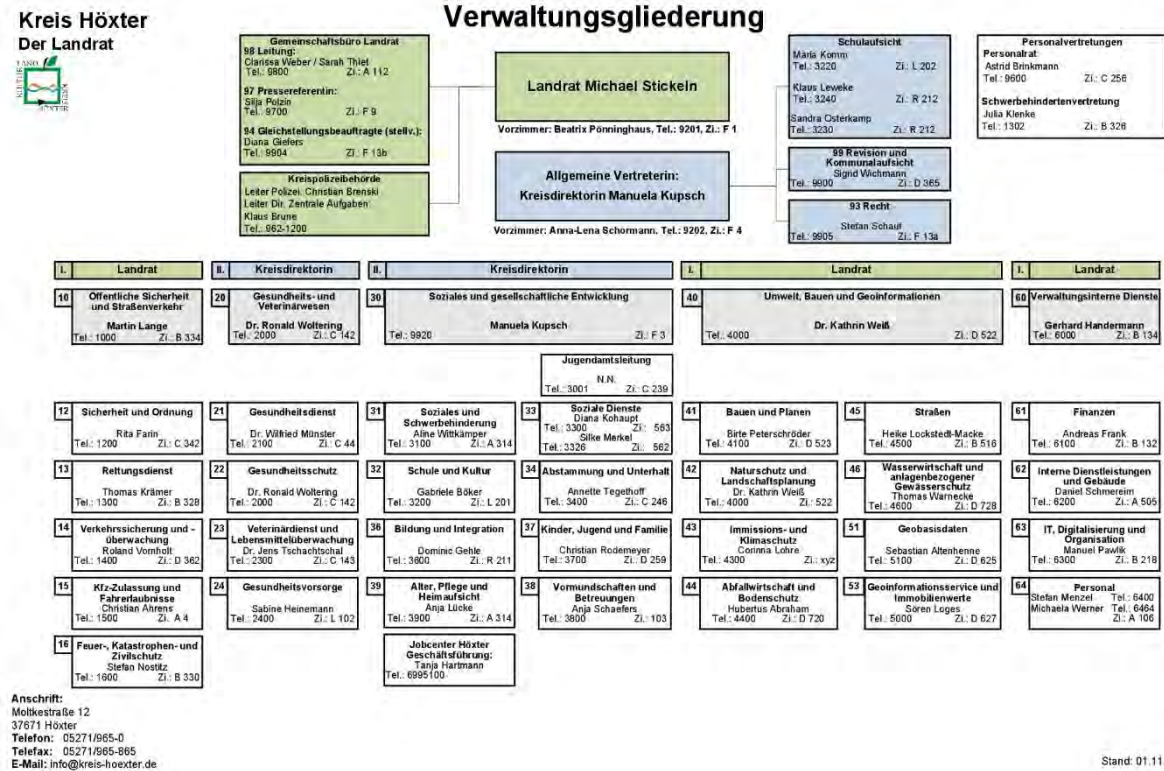 Kreis Höxter
Der Landrat
Verwaltungsgliederung
Gemeinschaftsbüro Landrat
98 Leitung:
Clarissa Weber / Sarah Thiel
Tel.: 9800 Zi.: A 112
97 Pressereferentin:
Silja Polzin
Tel.: 9700 Zi.: F 9
94 Gleichstellungsbeauftragte (stellv.):
Diana Giefers
Tel.: 9904 Zi.: F 13b
Kreispolizeibehörde
Leiter Polizei: Christian Brenski
Leiter Dir. Zentrale Aufgaben:
Klaus Brune
Tel.: 962-1200
Landrat Michael Stickeln
Vorzimmer: Beatrix Pönninghaus, Tel.: 9201, Zi.: F 1
Allgemeine Vertreterin:
Kreisdirektorin Manuela Kupsch
Vorzimmer: Anna-Lena Schormann, Tel.: 9202, Zi.: F 4
Schulaufsicht
Maria Komm
Tel.: 3220 Zi.: L 202
Klaus Leweke
Tel.: 3240 Zi.: R 212
Sandra Osterkamp
Tel.: 3230 Zi.: R 212
99 Revision und
Kommunalaufsicht
Sigrid Wichmann
Tel.: 9900 Zi.: D 365
93 Recht
Stefan Schauf
Tel.: 9905 Zi.: F 13a
Personalvertretungen
Personalrat
Astrid Brinkmann
Tel.: 9600 Zi.: C 256
Schwerbehindertenvertretung
Julia Klenke
Tel.: 1302 Zi.: B 326
I. Landrat
II. Kreisdirektorin
II. Kreisdirektorin
I. Landrat
I. Landrat
10 Öffentliche Sicherheit
und Straßenverkehr
Martin Lange
Tel.: 1000 Zi.: B 334
20 Gesundheits- und
Veterinärwesen
Dr. Ronald Woltering
Tel.: 2000 Zi.: C 142
30 Soziales und gesellschaftliche Entwicklung
Manuela Kupsch
Tel.: 9920 Zi.: F 3
40 Umwelt, Bauen und Geoinformationen
Dr. Kathrin Weiß
Tel.: 4000 Zi.: D 522
60 Verwaltungsinterne Dienste
Gerhard Handermann
Tel.: 6000 Zi.: B 134
Jugendamtsleitung
N.N.
Tel.: 3001 Zi.: C 239
12 Sicherheit und Ordnung
Rita Farin
Tel.: 1200 Zi.: C 342
21 Gesundheitsdienst
Dr. Wilfried Münster
Tel.: 2100 Zi.: C 44
31 Soziales und
Schwerbehinderung
Aline Wittkämper
Tel.: 3100 Zi.: A 314
33 Soziale Dienste
Diana Kohaupt
Tel.: 3300 Zi.: 563
Silke Merkel
Tel.: 3326 Zi.: 562
41 Bauen und Planen
Birte Peterschröder
Tel.: 4100 Zi.: D 523
45 Straßen
Heike Lockstedt-Macke
Tel.: 4500 Zi.: B 516
61 Finanzen
Andreas Frank
Tel.: 6100 Zi.: B 132
13 Rettungsdienst
Thomas Krämer
Tel.: 1300 Zi.: B 328
22 Gesundheitsschutz
Dr. Ronald Woltering
Tel.: 2000 Zi.: C 142
32 Schule und Kultur
Gabriele Böker
Tel.: 3200 Zi.: L 201
34 Abstammung und Unterhalt
Annette Tegethoff
Tel.: 3400 Zi.: C 246
42 Naturschutz und
Landschaftsplanung
Dr. Kathrin Weiß
Tel.: 4000 Zi.: 522
46 Wasserwirtschaft und
anlagenbezogener
Gewässerschutz
Thomas Warnecke
Tel.: 4600 Zi.: D 728
62 Interne Dienstleistungen
und Gebäude
Daniel Schmereim
Tel.: 6200 Zi.: A 505
14 Verkehrssicherung und -
überwachung
Roland Vornholt
Tel.: 1400 Zi.: D 362
23 Veterinärdienst und
Lebensmittelüberwachung
Dr. Jens Tschachtschal
Tel.: 2300 Zi.: C 143
36 Bildung und Integration
Dominic Gehle
Tel.: 3600 Zi.: R 211
37 Kinder, Jugend und Familie
Christian Rodemeyer
Tel.: 3700 Zi.: D 259
43 Immissions- und
Klimaschutz
Corinna Lohre
Tel.: 4300 Zi.: xyz
51 Geobasisdaten
Sebastian Altenhenne
Tel.: 5100 Zi.: D 625
63 IT, Digitalisierung und
Organisation
Manuel Pawlik
Tel.: 6300 Zi.: B 218
15 Kfz-Zulassung und
Fahrerlaubnisse
Christian Ahrens
Tel.: 1500 Zi. A 4
24 Gesundheitsvorsorge
Sabine Heinemann
Tel.: 2400 Zi.: L 102
39 Alter, Pflege und
Heimaufsicht
Anja Lücke
Tel.: 3900 Zi.: A 314
38 Vormundschaften und
Betreuungen
Anja Schaefers
Tel.: 3800 Zi.: 103
44 Abfallwirtschaft und
Bodenschutz
Hubertus Abraham
Tel.: 4400 Zi.: D 720
53 Geoinformationsservice und
Immobilienwerte
Sören Loges
Tel.: 5000 Zi.: D 627
64 Personal
Stefan Menzel Tel.: 6400
Michaela Werner Tel.: 6464
Zi.: A 106
16 Feuer-, Katastrophen- und
Zivilschutz
Stefan Nostitz
Tel.: 1600 Zi.: B 330
Jobcenter Höxter
Geschäftsführung:
Tanja Hartmann
Tel.: 6995100
Anschrift:
Moltkestraße 12
37671 Höxter
Telefon: 05271/965-0
Telefax: 05271/965-865
E-Mail: info@kreis-hoexter.de
Stand: 01.11